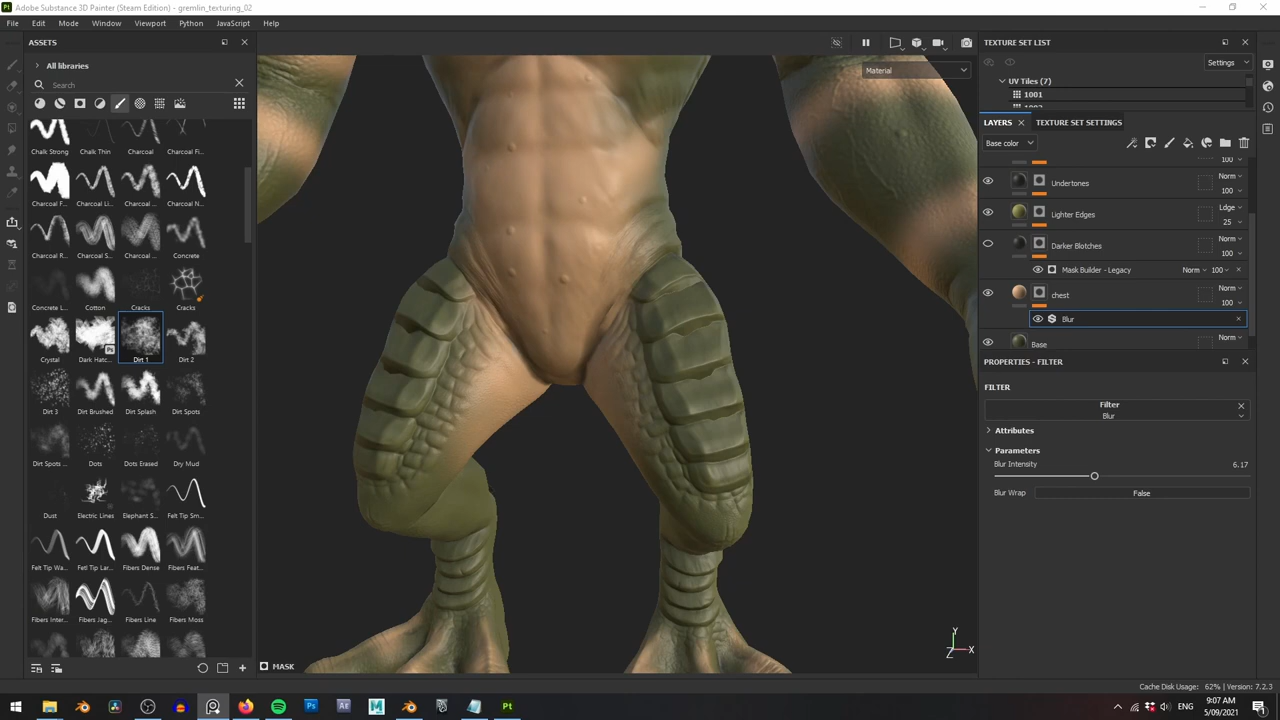 Adobe Substance 3D Painter (Steam Edition) - gremlin_texturing_02
File Edit Mode Window Viewport Python JavaScript Help
ASSETS
All libraries
Search
Chalk Strong Chalk Thin Charcoal Charcoal Fi...
Charcoal F... Charcoal Li... Charcoal ... Charcoal N...
Charcoal R... Charcoal S... Charcoal ... Concrete
Concrete L... Cotton Cracks Cracks
Crystal Dark Hatc... Dirt 1 Dirt 2
Dirt 3 Dirt Brushed Dirt Splash Dirt Spots
Dirt Spots ... Dots Dots Erased Dry Mud
Dust Electric Lines Elephant S... Felt Tip Sm...
Felt Tip Wa... Fetl Tip Lar... Fibers Dense Fibers Feat...
Fibers Inter... Fibers Jag... Fibers Line Fibers Moss
Material
MASK
Y
X
Z
TEXTURE SET LIST
Settings
UV Tiles (7)
1001
LAYERS TEXTURE SET SETTINGS
Base color
100
Undertones Norm
100
Lighter Edges Ldge
25
Darker Blotches Norm
100
Mask Builder - Legacy Norm 100
chest Norm
100
Blur
Base Norm
PROPERTIES - FILTER
FILTER
Filter
Blur
Attributes
Parameters
Blur Intensity 6.17
Blur Wrap False
Cache Disk Usage: 62% | Version: 7.2.3
ENG
9:07 AM
5/09/2021